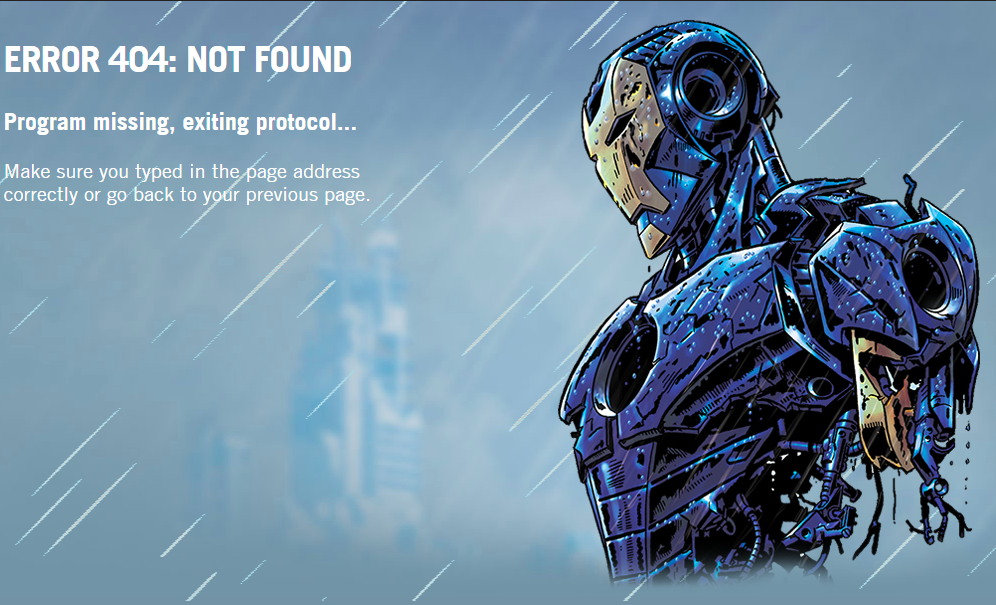 ERROR 404: NOT FOUND
Program missing, exiting protocol...
Make sure you typed in the page address
correctly or go back to your previous page.